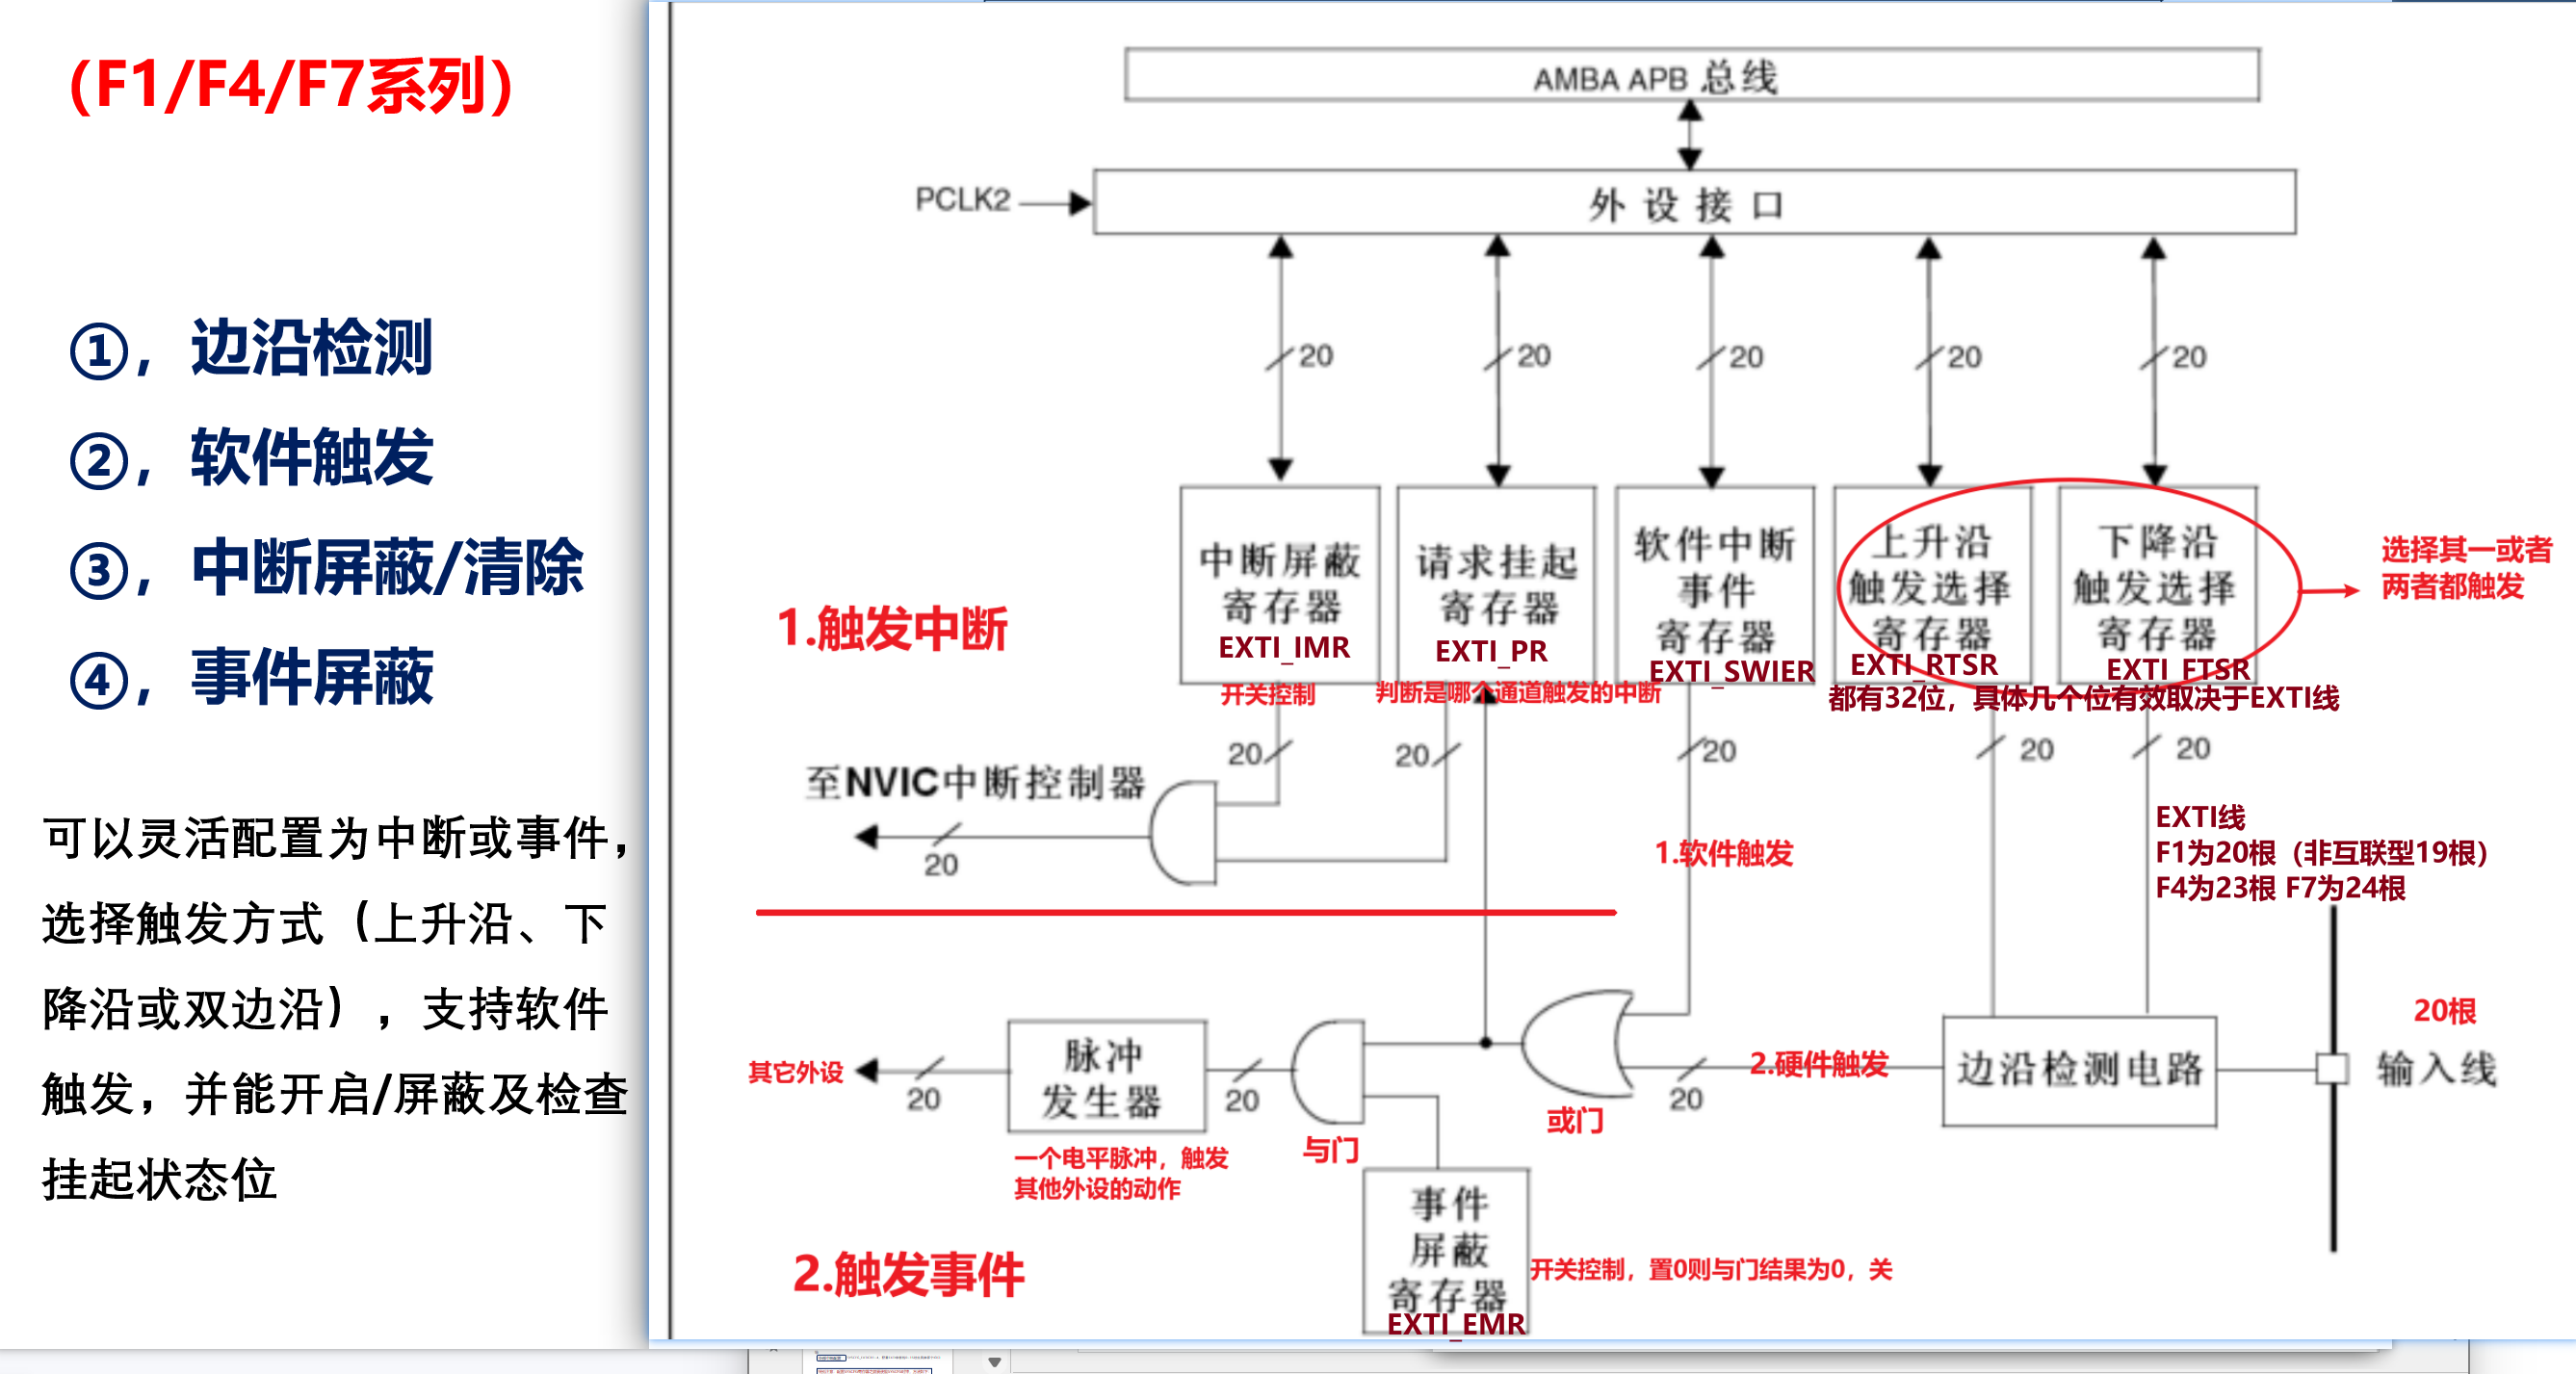 （F1/F4/F7系列）
①，边沿检测
②，软件触发
③，中断屏蔽/清除
④，事件屏蔽
可以灵活配置为中断或事件，
选择触发方式（上升沿、下
降沿或双边沿），支持软件
触发，并能开启/屏蔽及检查
挂起状态位
AMBA APB 总线
PCLK2
外设接口
20
20
20
20
20
中断屏蔽
寄存器
EXTI_IMR
开关控制
请求挂起
寄存器
EXTI_PR
判断是哪个通道触发的中断
软件中断
事件
寄存器
EXTI_SWIER
上升沿
触发选择
寄存器
EXTI_RTSR
下降沿
触发选择
寄存器
EXTI_FTSR
选择其一或者
两者都触发
都有32位，具体几个位有效取决于EXTI线
1.触发中断
20
20
20
20
20
至NVIC中断控制器
20
1.软件触发
EXTI线
F1为20根（非互联型19根）
F4为23根 F7为24根
其它外设
20
脉冲
发生器
20
与门
或门
20
2.硬件触发
边沿检测电路
20根
输入线
一个电平脉冲，触发
其他外设的动作
2.触发事件
事件
屏蔽
寄存器
EXTI_EMR
开关控制，置0则与门结果为0，关